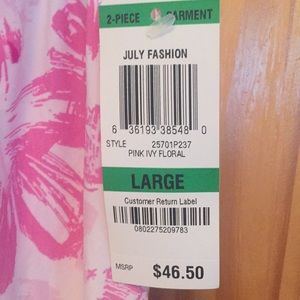 2-PIECE GARMENT
JULY FASHION
6 36193 38548 0
STYLE 25701P237
PINK IVY FLORAL
LARGE
Customer Return Label
0802275209783
MSRP $46.50